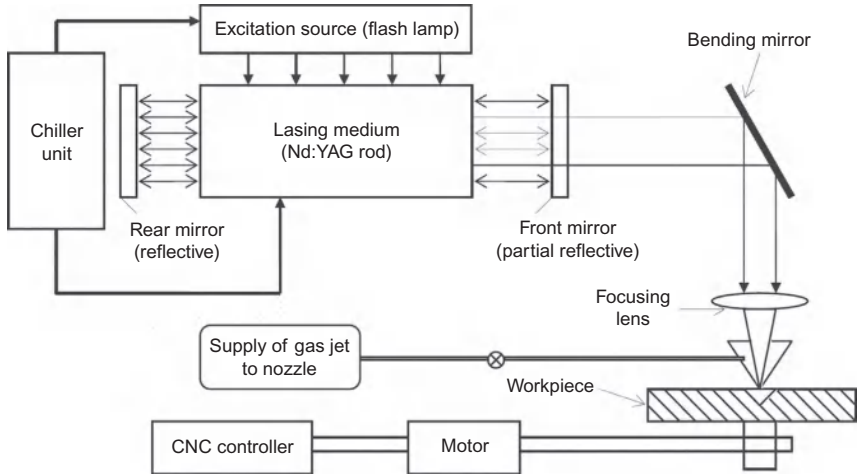 Excitation source (flash lamp)
Bending mirror
Chiller
unit
Lasing medium
(Nd:YAG rod)
Rear mirror
(reflective)
Front mirror
(partial reflective)
Focusing
lens
Supply of gas jet
to nozzle
Workpiece
CNC controller
Motor